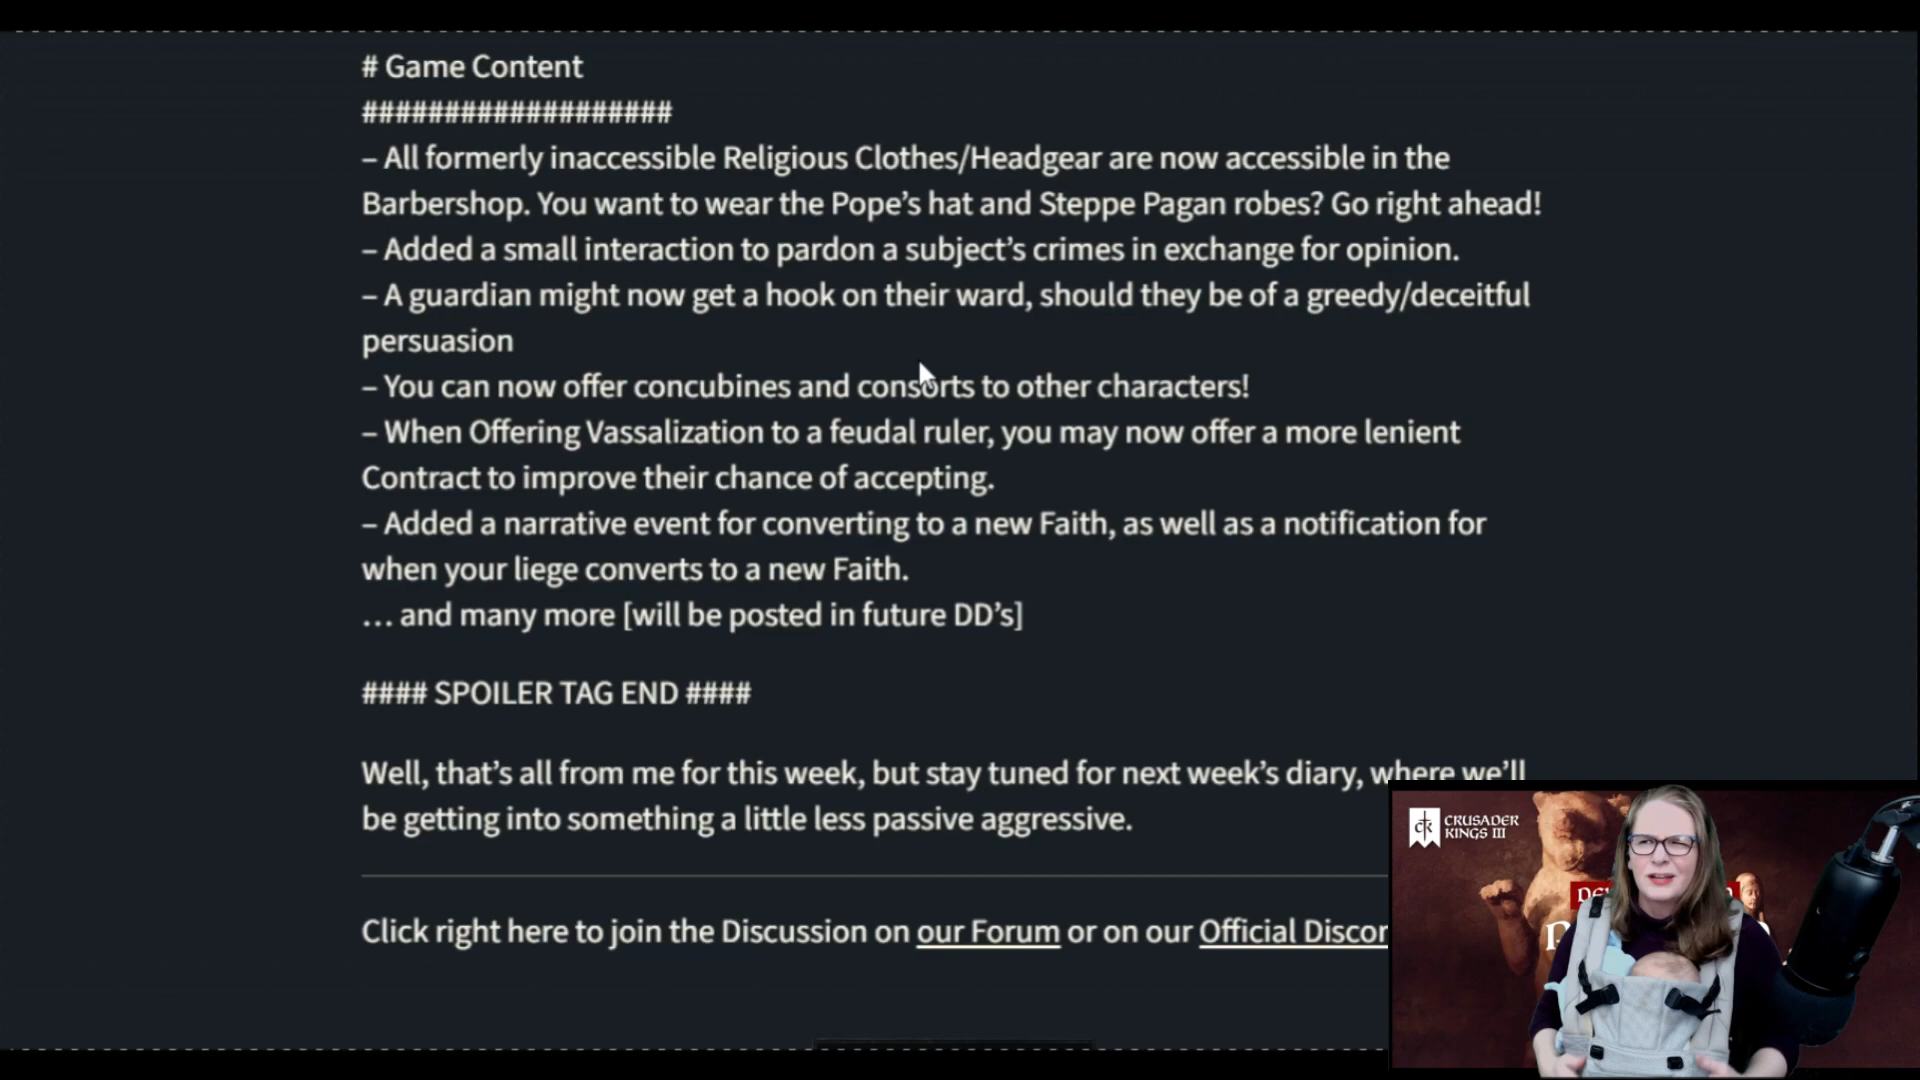 # Game Content
###################
– All formerly inaccessible Religious Clothes/Headgear are now accessible in the
Barbershop. You want to wear the Pope’s hat and Steppe Pagan robes? Go right ahead!
– Added a small interaction to pardon a subject’s crimes in exchange for opinion.
– A guardian might now get a hook on their ward, should they be of a greedy/deceitful
persuasion
– You can now offer concubines and consorts to other characters!
– When Offering Vassalization to a feudal ruler, you may now offer a more lenient
Contract to improve their chance of accepting.
– Added a narrative event for converting to a new Faith, as well as a notification for
when your liege converts to a new Faith.
… and many more [will be posted in future DD’s]
#### SPOILER TAG END ####
Well, that’s all from me for this week, but stay tuned for next week’s diary, where we’ll
be getting into something a little less passive aggressive.
Click right here to join the Discussion on our Forum or on our Official Discor
CRUSADER
KINGS III